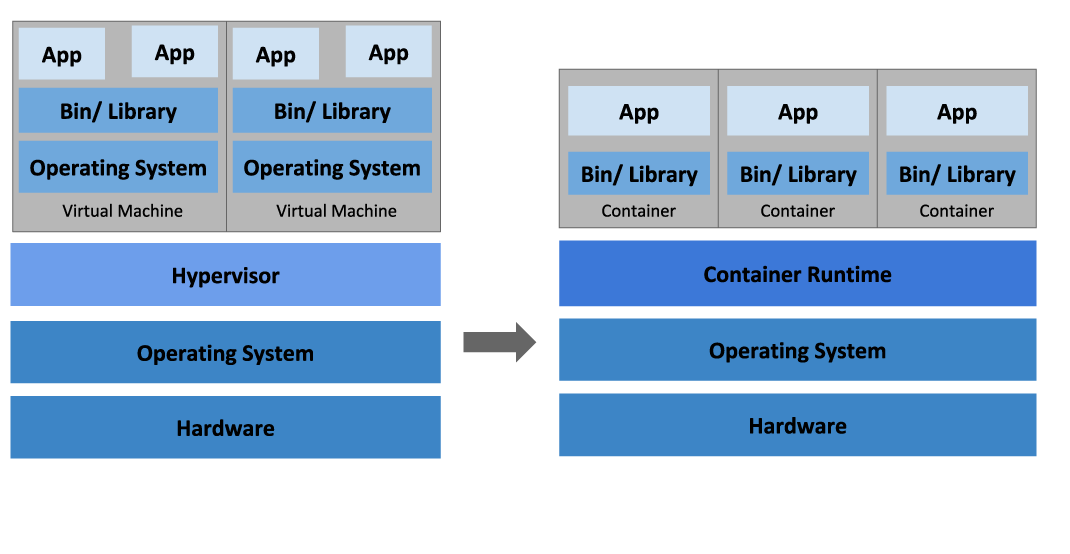 App
App
App
App
Bin/ Library
Bin/ Library
Operating System
Operating System
Virtual Machine
Virtual Machine
Hypervisor
Operating System
Hardware
App
App
App
Bin/ Library
Bin/ Library
Bin/ Library
Container
Container
Container
Container Runtime
Operating System
Hardware